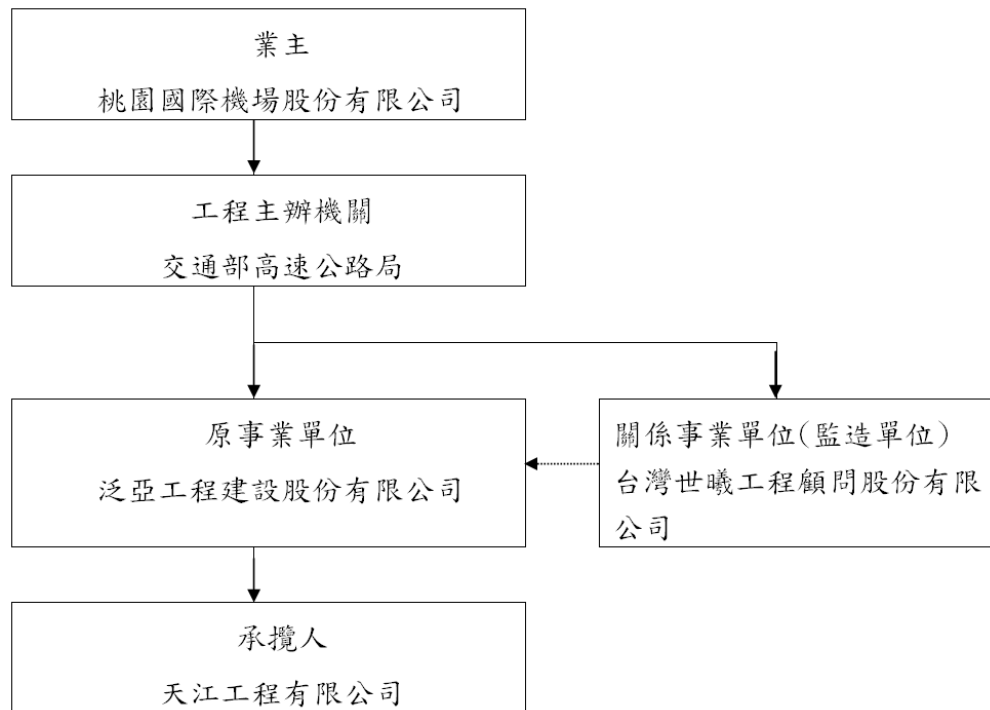 業主
桃園國際機場股份有限公司
工程主辦機關
交通部高速公路局
原事業單位
泛亞工程建設股份有限公司
關係事業單位(監造單位)
台灣世曦工程顧問股份有限
公司
承攬人
天江工程有限公司